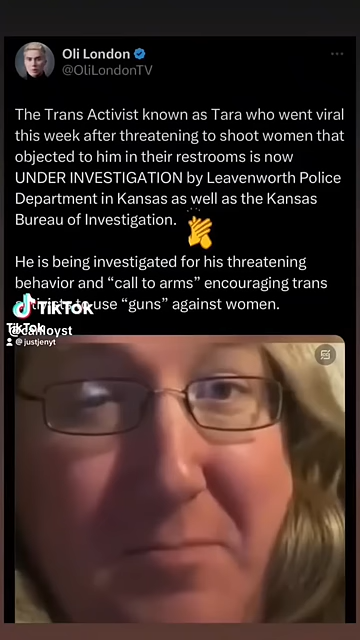 Oli London
@OliLondonTV
The Trans Activist known as Tara who went viral
this week after threatening to shoot women that
objected to him in their restrooms is now
UNDER INVESTIGATION by Leavenworth Police
Department in Kansas as well as the Kansas
Bureau of Investigation.
He is being investigated for his threatening
behavior and “call to arms” encouraging trans
to use “guns” against women.
TikTok
TikTok
@justjenyt